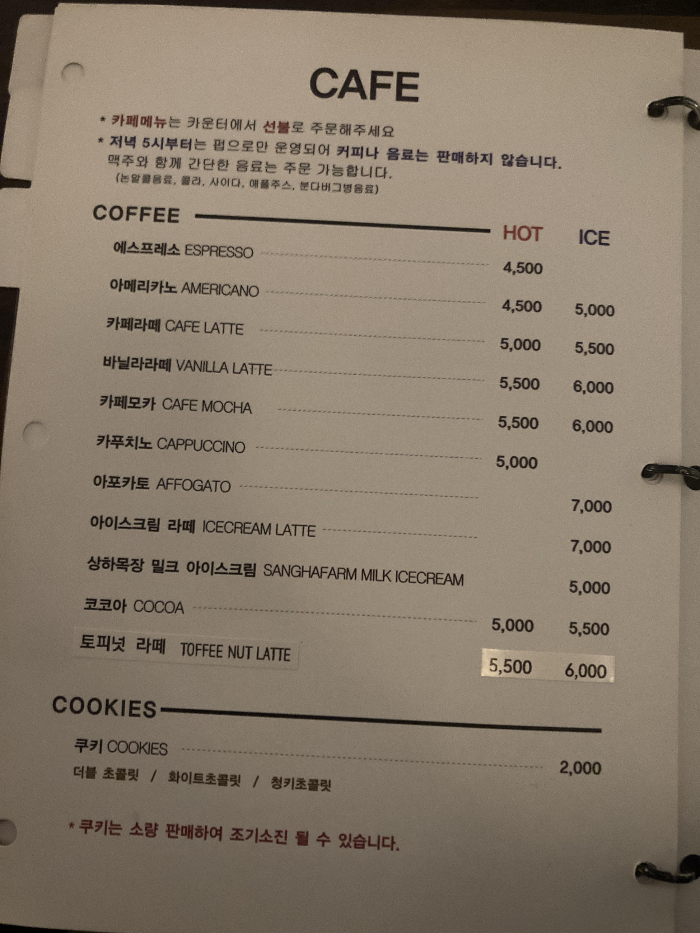 CAFE
* 카페메뉴는 카운터에서 선불로 주문해주세요
* 저녁 5시부터는 펍으로만 운영되어 커피나 음료는 판매하지 않습니다.
맥주와 함께 간단한 음료는 주문 가능합니다.
(논알콜음료, 콜라, 사이다, 애플주스, 분다버그병음료)
COFFEE HOT ICE
에스프레소 ESPRESSO 4,500
아메리카노 AMERICANO 4,500 5,000
카페라떼 CAFE LATTE 5,000 5,500
바닐라라떼 VANILLA LATTE 5,500 6,000
카페모카 CAFE MOCHA 5,500 6,000
카푸치노 CAPPUCCINO 5,000
아포카토 AFFOGATO 7,000
아이스크림 라떼 ICECREAM LATTE 7,000
상하목장 밀크 아이스크림 SANGHAFARM MILK ICECREAM 5,000
코코아 COCOA 5,000 5,500
토피넛 라떼 TOFFEE NUT LATTE 5,500 6,000
COOKIES
쿠키 COOKIES 2,000
더블 초콜릿 / 화이트초콜릿 / 청키초콜릿
* 쿠키는 소량 판매하여 조기소진 될 수 있습니다.